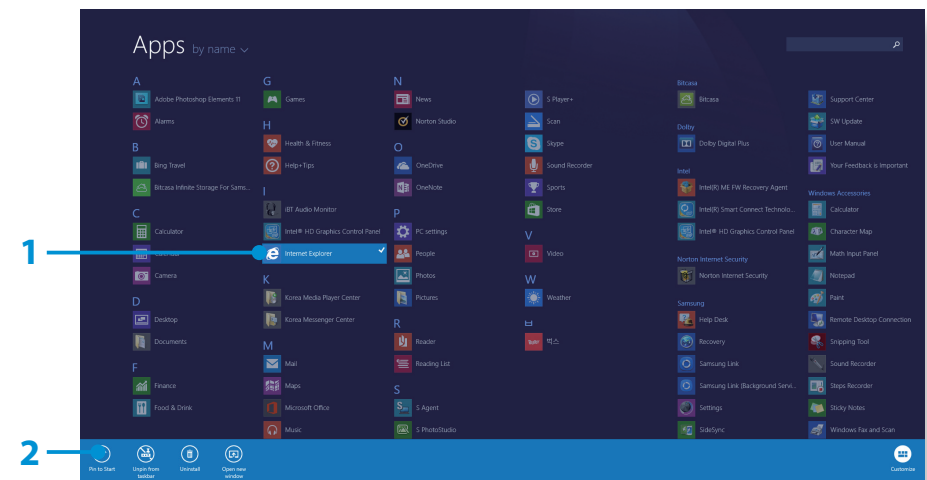 Apps by name
A
Adobe Photoshop Elements 11
Alarms
B
Bing Travel
Bitcasa Infinite Storage For Sams...
C
Calculator
Calendar
Camera
D
Desktop
Documents
F
Finance
Food & Drink
G
Games
H
Health & Fitness
Help+Tips
I
IBT Audio Monitor
Intel® HD Graphics Control Panel
Internet Explorer
K
Korea Media Player Center
Korea Messenger Center
M
Mail
Maps
Microsoft Office
Music
N
News
Norton Studio
O
OneDrive
OneNote
P
PC settings
People
Photos
Pictures
R
Reader
Reading List
S
S Agent
S PhotoStudio
S Player+
Scan
Skype
Sound Recorder
Sports
Store
V
Video
W
Weather
ㅂ
벅스
Bitcasa
Bitcasa
Dolby
Dolby Digital Plus
Intel
Intel(R) ME FW Recovery Agent
Intel(R) Smart Connect Technolo...
Intel® HD Graphics Control Panel
Norton Internet Security
Norton Internet Security
Samsung
Help Desk
Recovery
Samsung Link
Samsung Link (Background Servi...
Settings
SideSync
Support Center
SW Update
User Manual
Your Feedback is Important
Windows Accessories
Calculator
Character Map
Math Input Panel
Notepad
Paint
Remote Desktop Connection
Snipping Tool
Sound Recorder
Steps Recorder
Sticky Notes
Windows Fax and Scan
1
2
Pin to Start
Unpin from
taskbar
Uninstall
Open new
window
Customize